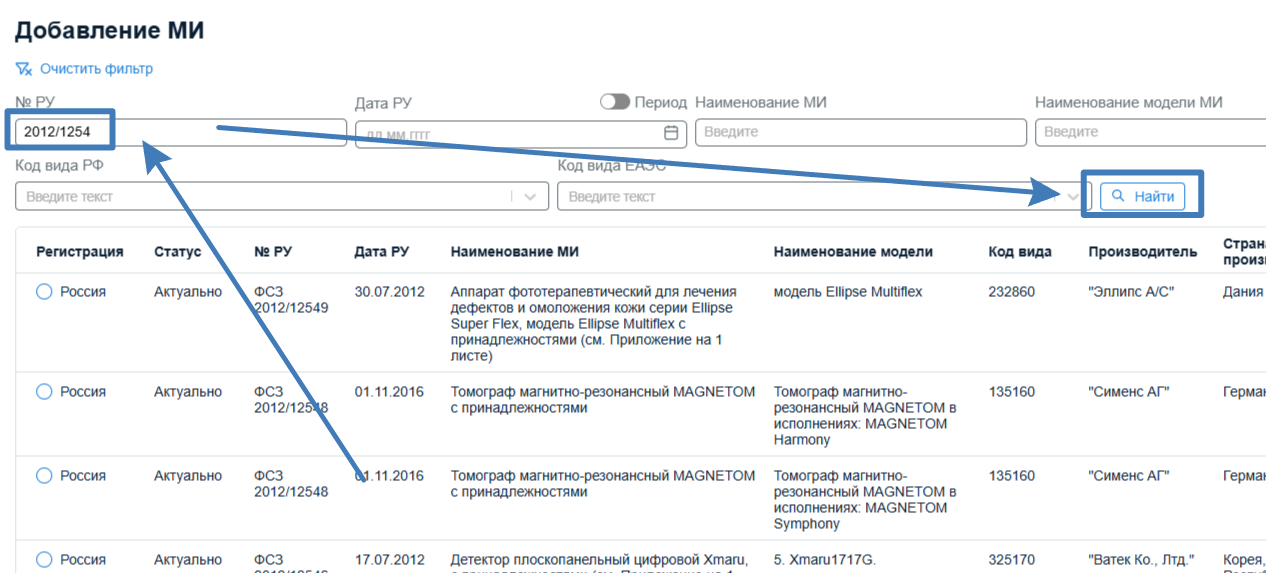 Добавление МИ
Очистить фильтр
№ РУ
Дата РУ
Период
Наименование МИ
Наименование модели МИ
2012/1254
дд.мм.гггг
Введите
Введите
Код вида РФ
Код вида ЕАЭС
Введите текст
Введите текст
Найти
Регистрация Статус № РУ Дата РУ Наименование МИ Наименование модели Код вида Производитель
Россия Актуально ФСЗ 30.07.2012 Аппарат фототерапевтический для лечения модель Ellipse Multiflex 232860 "Эллипс А/С" Дания
2012/12549 дефектов и омоложения кожи серии Ellipse
Super Flex, модель Ellipse Multiflex с
принадлежностями (см. Приложение на 1
листе)
Россия Актуально ФСЗ 01.11.2016 Томограф магнитно-резонансный MAGNETOM Томограф магнитно- 135160 "Сименс АГ"
2012/12548 с принадлежностями резонансный MAGNETOM в
исполнениях: MAGNETOM
Harmony
Россия Актуально ФСЗ 01.11.2016 Томограф магнитно-резонансный MAGNETOM Томограф магнитно- 135160 "Сименс АГ"
2012/12548 с принадлежностями резонансный MAGNETOM в
исполнениях: MAGNETOM
Symphony
Россия Актуально ФСЗ 17.07.2012 Детектор плоскопанельный цифровой Xmaru, 5. Xmaru1717G. 325170 "Ватек Ко., Лтд." Корея,